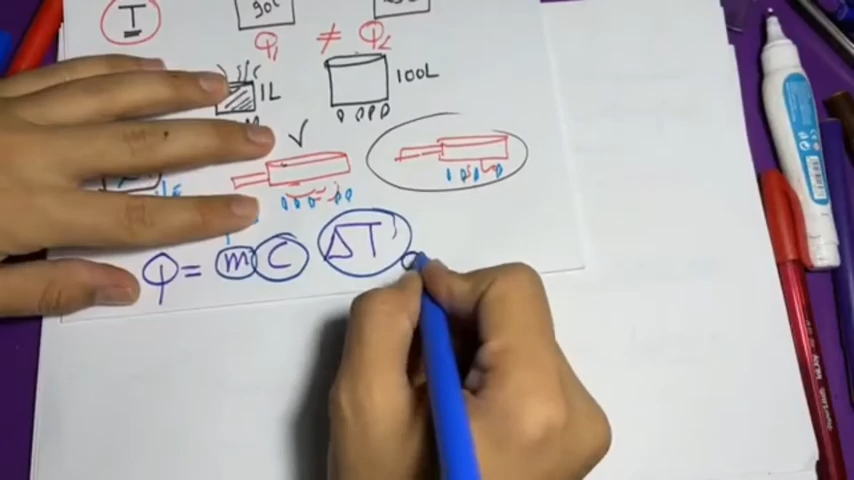 I
90C
Q₁ ≠ Q₂
1L 100L
Q = m C ΔT